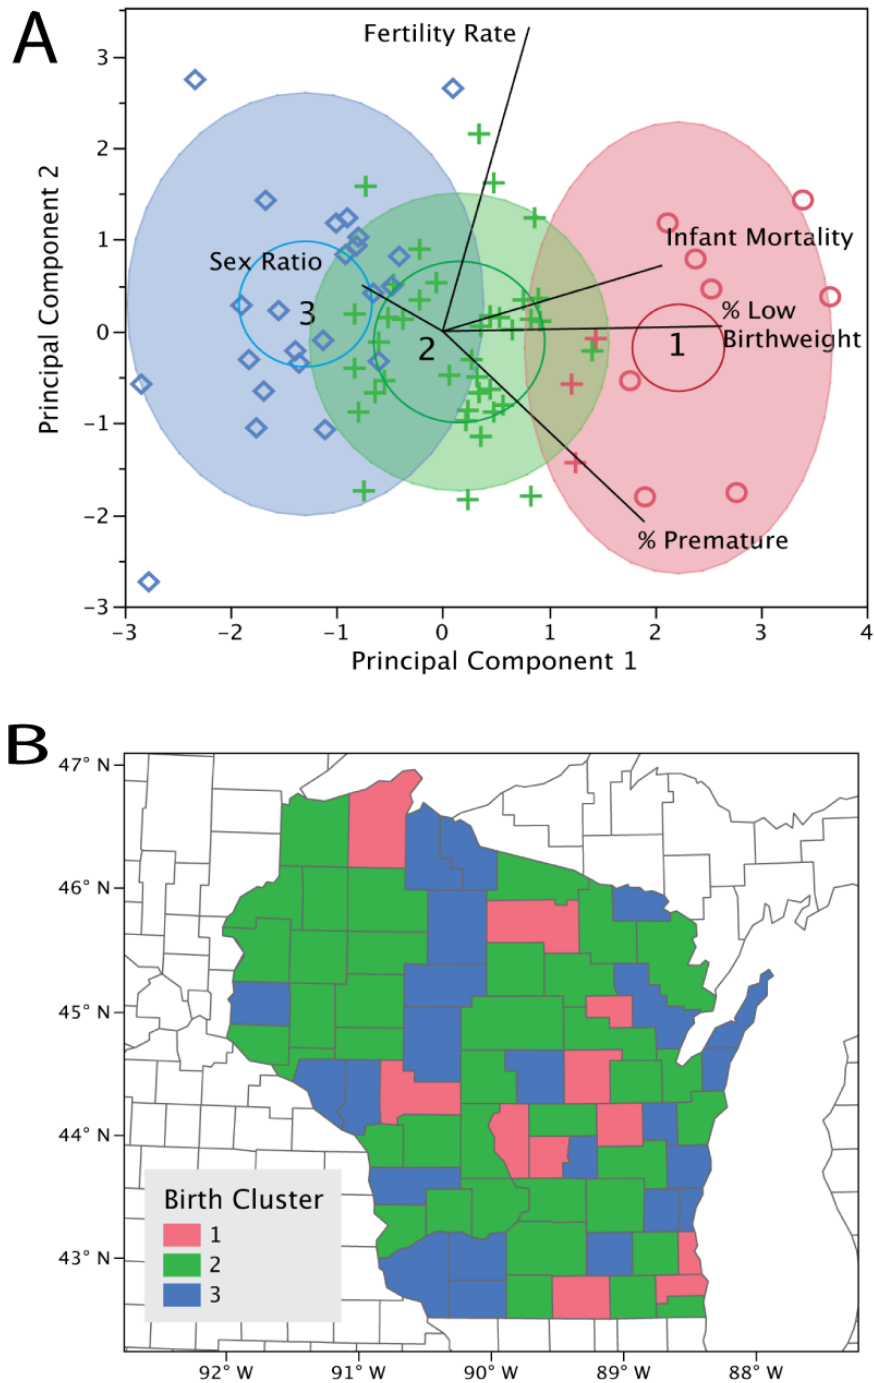 A
Fertility Rate
Infant Mortality
Sex Ratio
% Low
Birthweight
% Premature
1
2
3
Principal Component 2
3
2
1
0
−1
−2
−3
−3
−2
−1
0
1
2
3
4
Principal Component 1
B
47° N
46° N
45° N
44° N
43° N
Birth Cluster
1
2
3
92° W
91° W
90° W
89° W
88° W